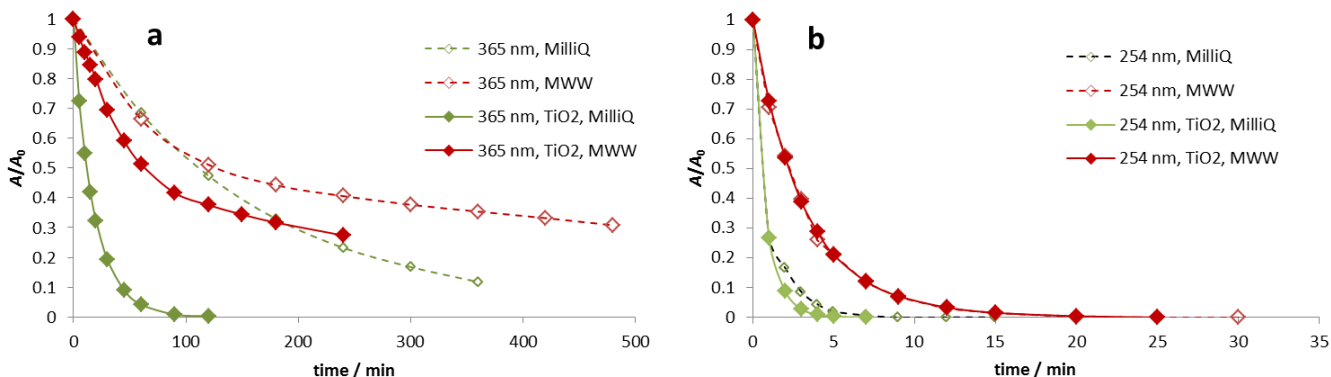 a
1
0.9
0.8
0.7
0.6
0.5
0.4
0.3
0.2
0.1
0
A/A0
0 100 200 300 400 500
time / min
365 nm, MilliQ
365 nm, MWW
365 nm, TiO2, MilliQ
365 nm, TiO2, MWW
b
1
0.9
0.8
0.7
0.6
0.5
0.4
0.3
0.2
0.1
0
A/A0
0 5 10 15 20 25 30 35
time / min
254 nm, MilliQ
254 nm, MWW
254 nm, TiO2, MilliQ
254 nm, TiO2, MWW